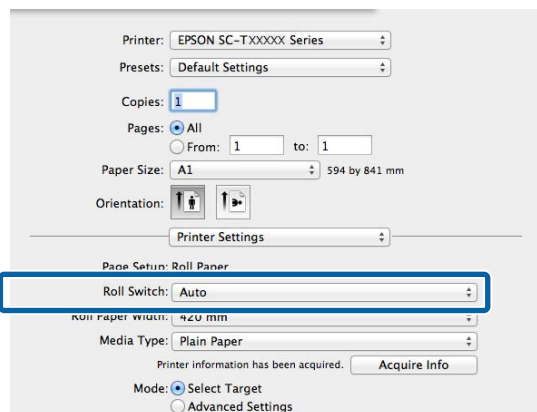 Printer: EPSON SC-TXXXXX Series
Presets: Default Settings
Copies: 1
Pages: All
From: 1 to: 1
Paper Size: A1 594 by 841 mm
Orientation:
Printer Settings
Page Setup: Roll Paper
Roll Switch: Auto
Roll Paper Width: 420 mm
Media Type: Plain Paper
Printer information has been acquired. Acquire Info
Mode: Select Target
Advanced Settings